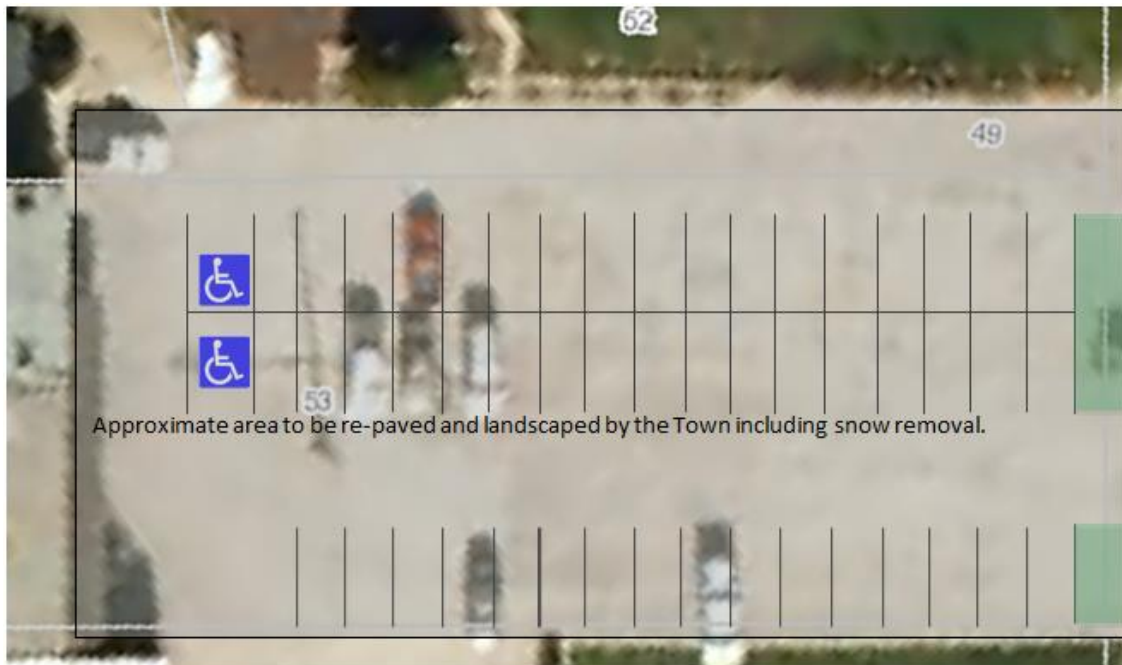 52
49
53
Approximate area to be re-paved and landscaped by the Town including snow removal.